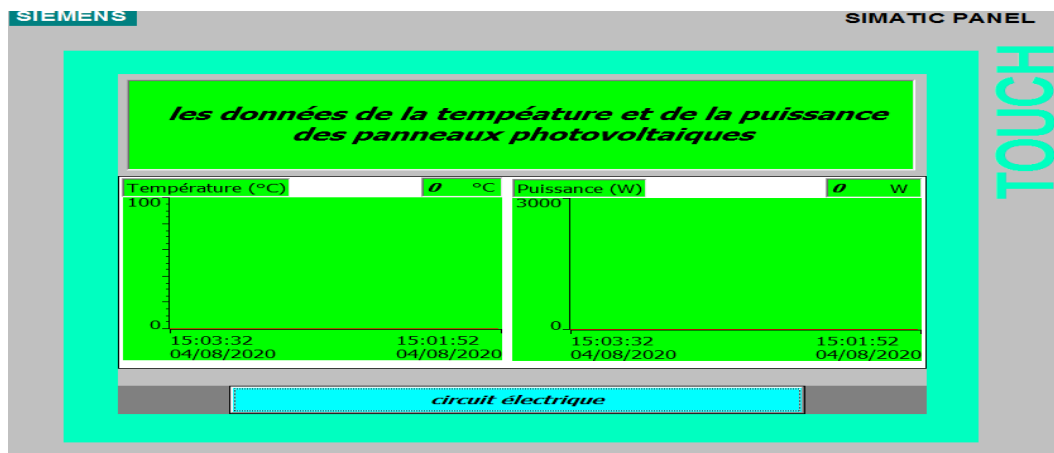 SIEMENS
SIMATIC PANEL
TOUCH
les données de la tempéature et de la puissance
des panneaux photovoltaiques
Température (°C)
0 °C
Puissance (W)
0 W
100
0
15:03:32
04/08/2020
15:01:52
04/08/2020
3000
0
15:03:32
04/08/2020
15:01:52
04/08/2020
circuit électrique